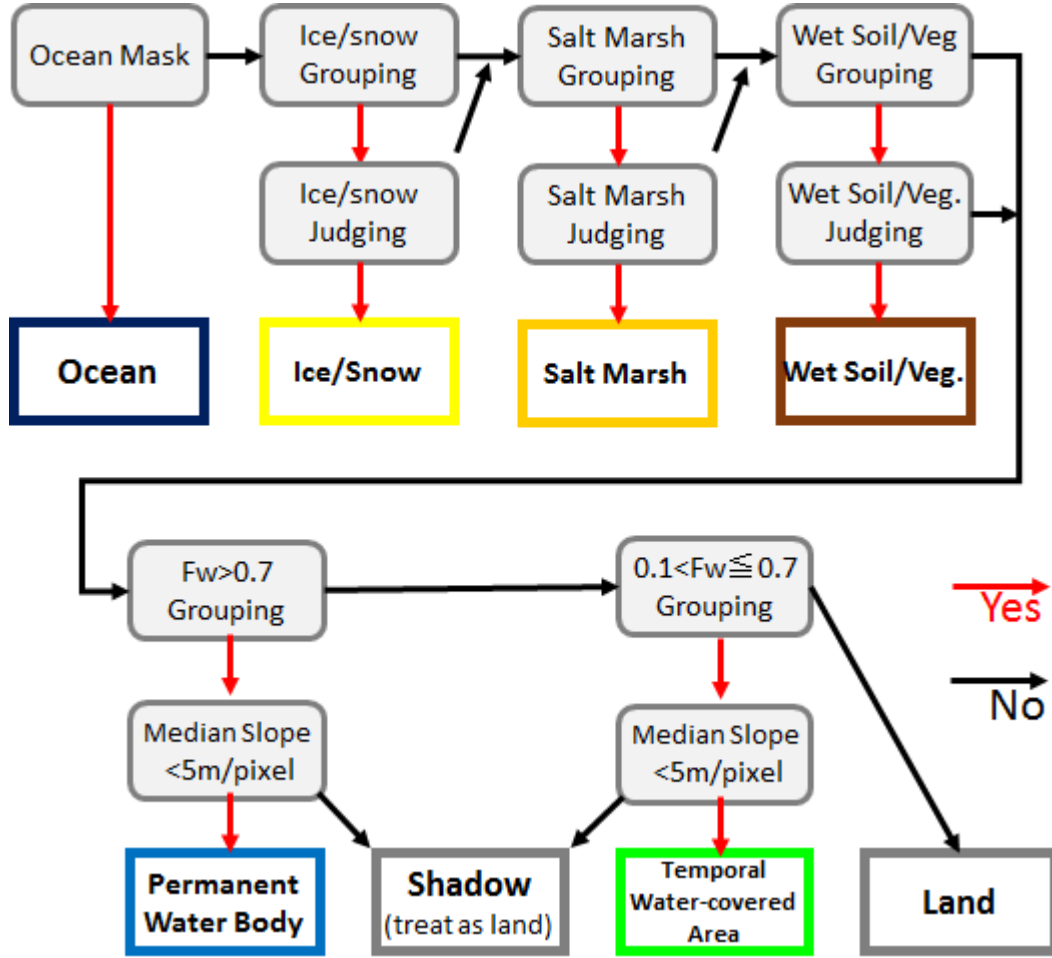 Ocean Mask
Ice/snow
Grouping
Salt Marsh
Grouping
Wet Soil/Veg
Grouping
Ice/snow
Judging
Salt Marsh
Judging
Wet Soil/Veg.
Judging
Ocean
Ice/Snow
Salt Marsh
Wet Soil/Veg.
Fw>0.7
Grouping
0.1<Fw≦0.7
Grouping
Yes
No
Median Slope
<5m/pixel
Median Slope
<5m/pixel
Permanent
Water Body
Shadow
(treat as land)
Temporal
Water-covered
Area
Land